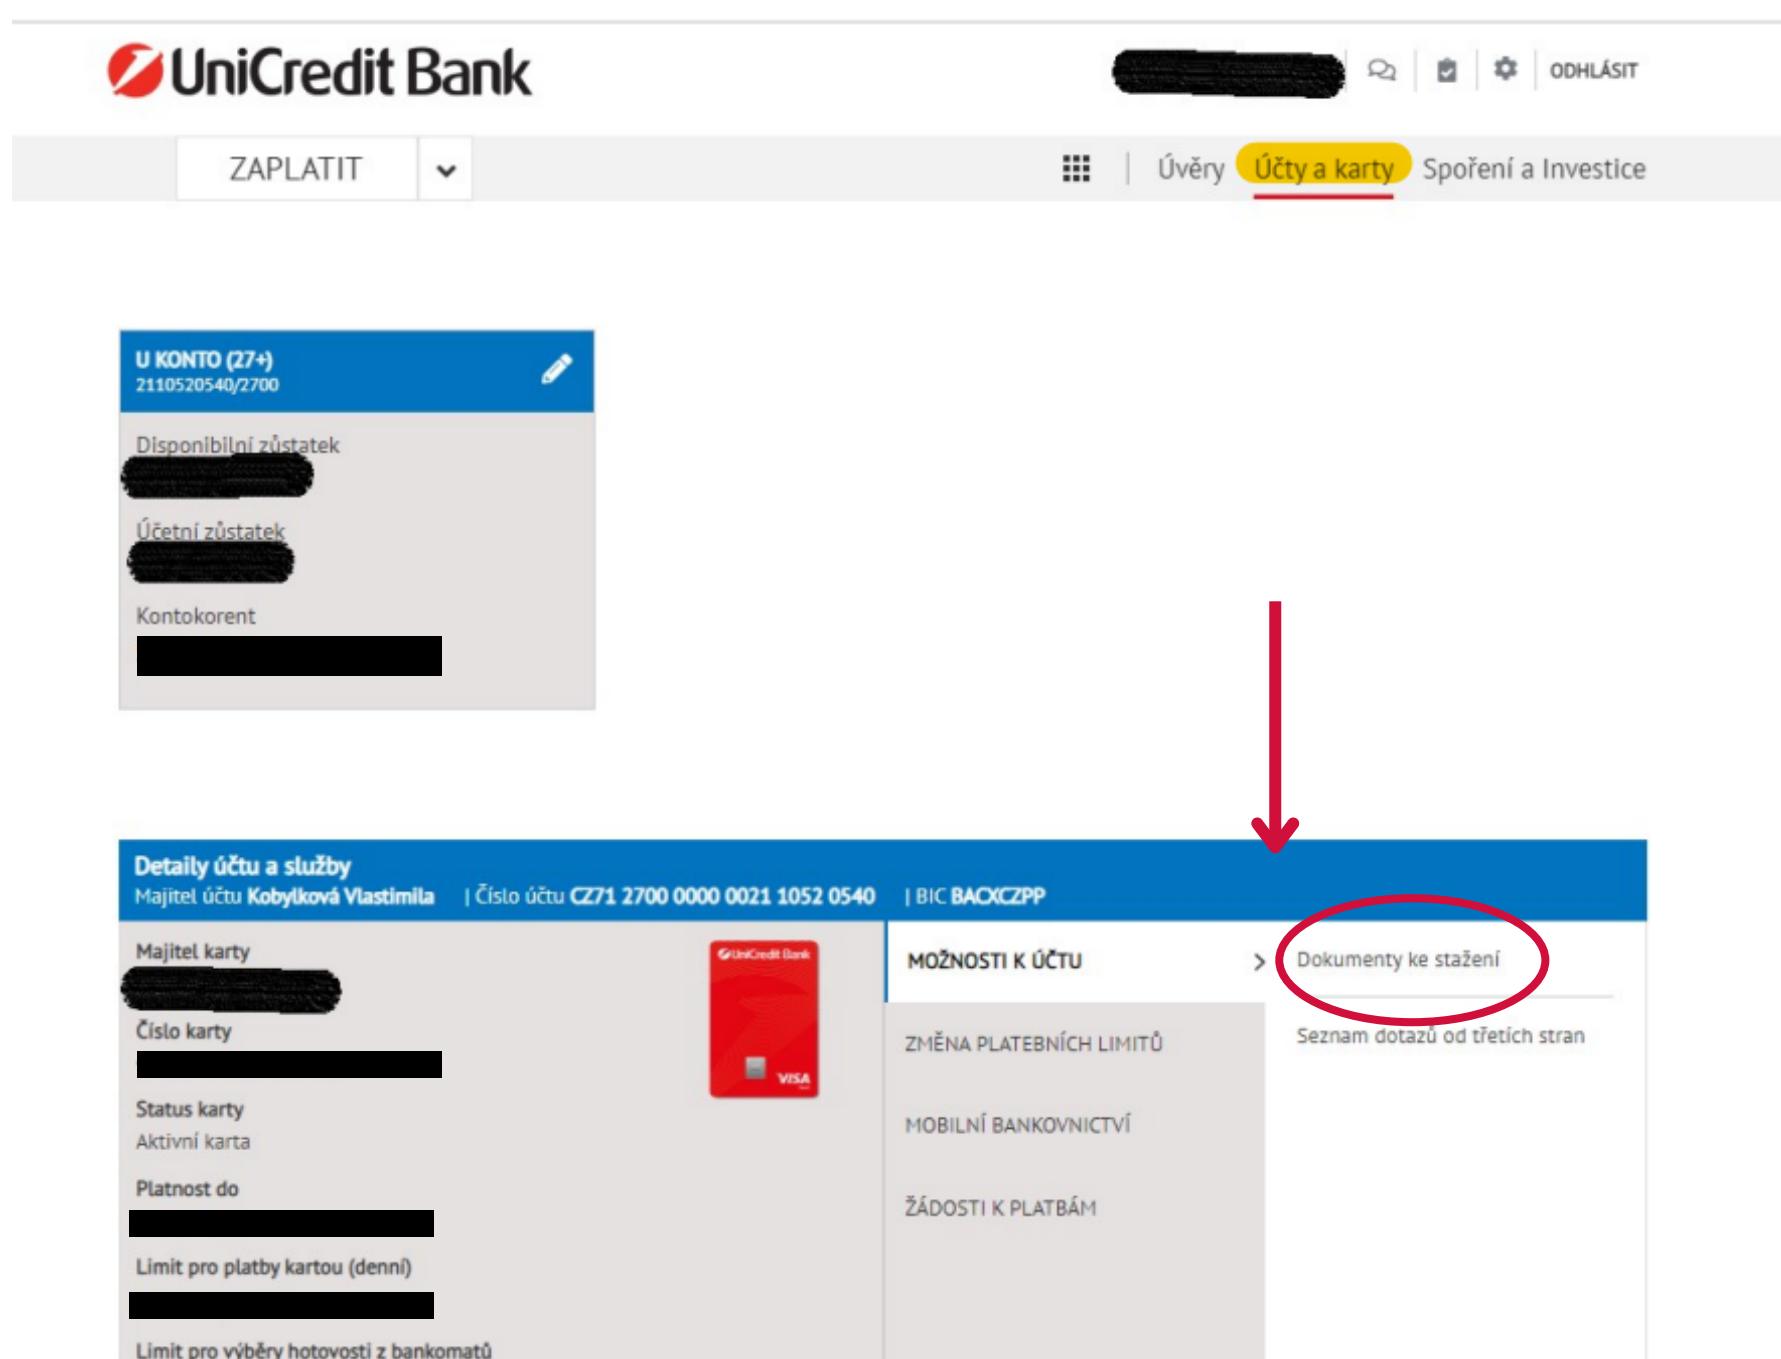 UniCredit Bank
ODHLÁSIT
ZAPLATIT
Úvěry Účty a karty Spoření a Investice
U KONTO (27+)
2110520540/2700
Disponibilní zůstatek
Účetní zůstatek
Kontokorent
Detaily účtu a služby
Majitel účtu Kobylková Vlastimila | Číslo účtu CZ71 2700 0000 0021 1052 0540 | BIC BACXCZPP
Majitel karty
UniCredit Bank
VISA
Číslo karty
Status karty
Aktivní karta
Platnost do
Limit pro platby kartou (denní)
Limit pro výběry hotovosti z bankomatů
MOŽNOSTI K ÚČTU
ZMĚNA PLATEBNÍCH LIMITŮ
MOBILNÍ BANKOVNICTVÍ
ŽÁDOSTI K PLATBÁM
Dokumenty ke stažení
Seznam dotazů od třetích stran